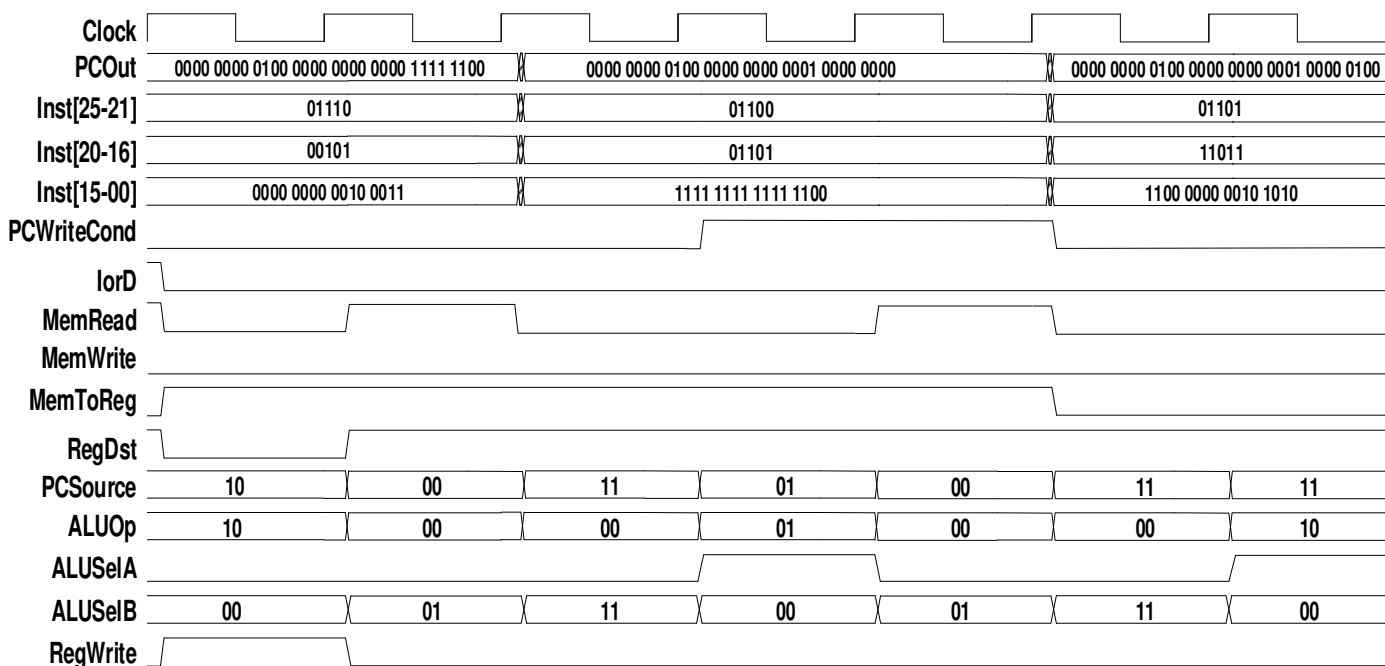 Clock
PCOut 0000 0000 0100 0000 0000 0000 1111 1100 0000 0000 0100 0000 0000 0001 0000 0000 0000 0000 0100 0000 0000 0001 0000 0100
Inst[25-21] 01110 01100 01101
Inst[20-16] 00101 01101 11011
Inst[15-00] 0000 0000 0010 0011 1111 1111 1111 1100 1100 0000 0010 1010
PCWriteCond
IorD
MemRead
MemWrite
MemToReg
RegDst
PCSource 10 00 11 01 00 11 11
ALUOp 10 00 00 01 00 00 10
ALUSelA
ALUSelB 00 01 11 00 01 11 00
RegWrite